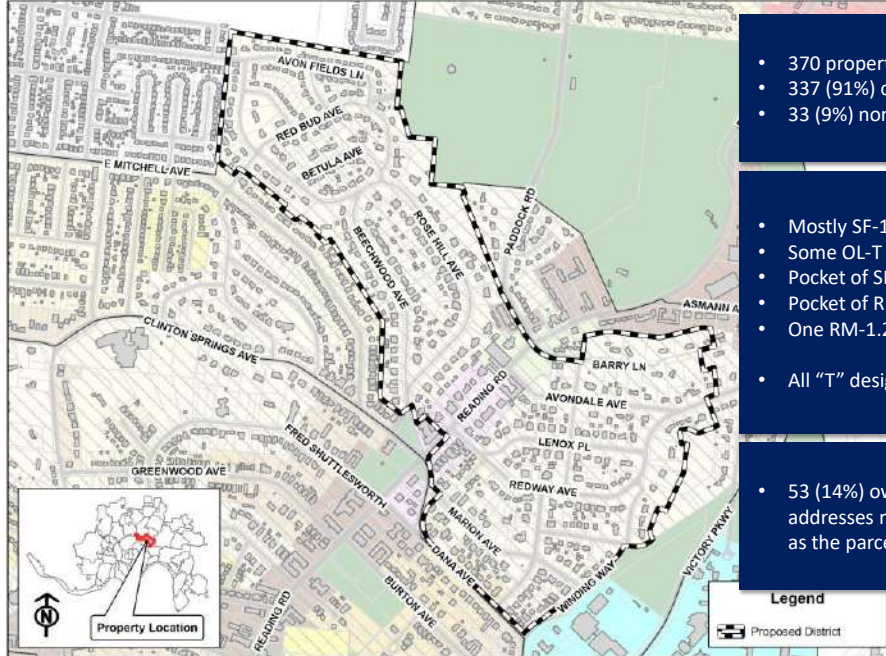 AVON FIELDS LN
RED BUD AVE
E MITCHELL AVE
BETULA AVE
ROSE HILL AVE
BEECHWOOD AVE
PADDOCK RD
ASMANN
CLINTON SPRINGS AVE
BARRY LN
READING RD
AVONDALE AVE
LENOX PL
FRED SHUTTLESWORTH
GREENWOOD AVE
REDWAY AVE
MARION AVE
DANA AVE
WINDING WAY
VICTORY PKWY
BURTON AVE
READING RD
N
Property Location
• 370 propert
• 337 (91%) c
• 33 (9%) non
• Mostly SF-1
• Some OL-T
• Pocket of S
• Pocket of R
• One RM-1.2
• All “T” desig
• 53 (14%) ow
addresses n
as the parce
Legend
Proposed District